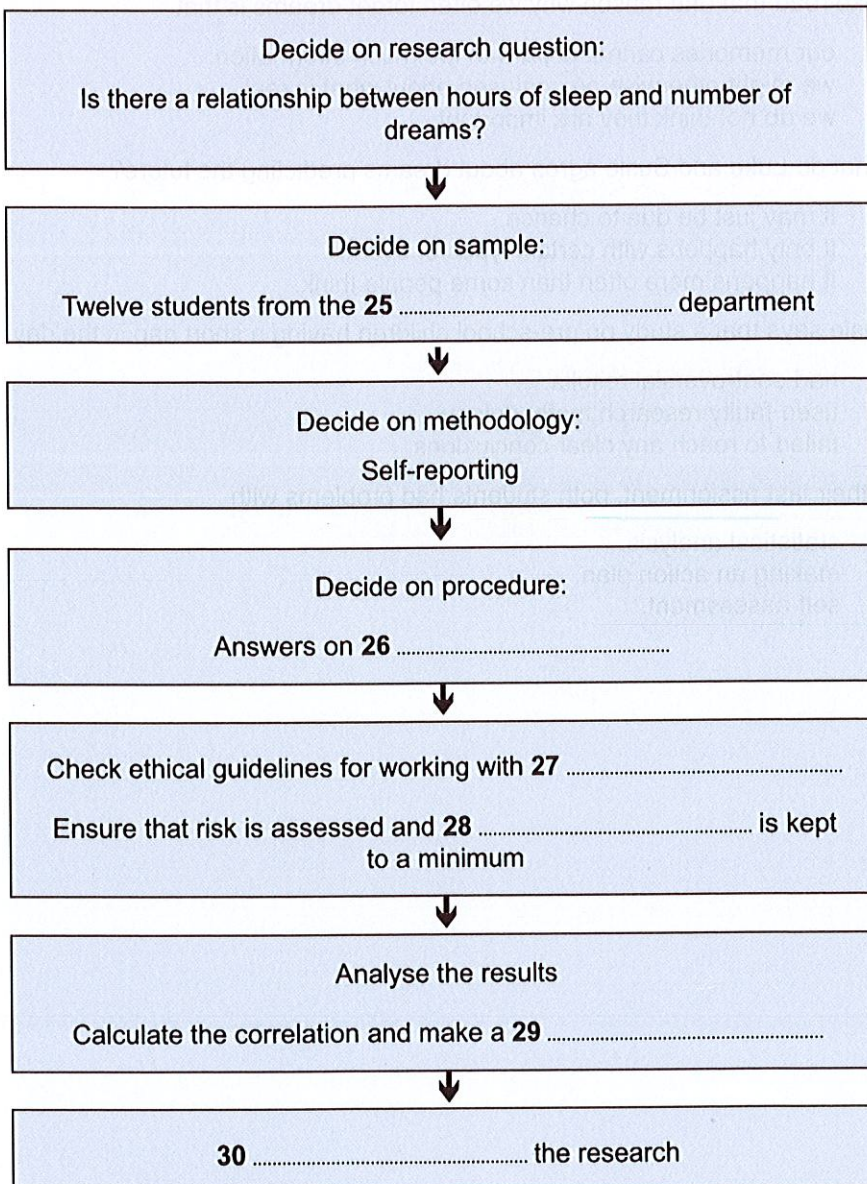 Decide on research question:
Is there a relationship between hours of sleep and number of
dreams?
Decide on sample:
Twelve students from the 25 .................................................. department
Decide on methodology:
Self-reporting
Decide on procedure:
Answers on 26 ..................................................
Check ethical guidelines for working with 27 ..................................................
Ensure that risk is assessed and 28 .................................................. is kept
to a minimum
Analyse the results
Calculate the correlation and make a 29 ..................................................
30 .................................................. the research